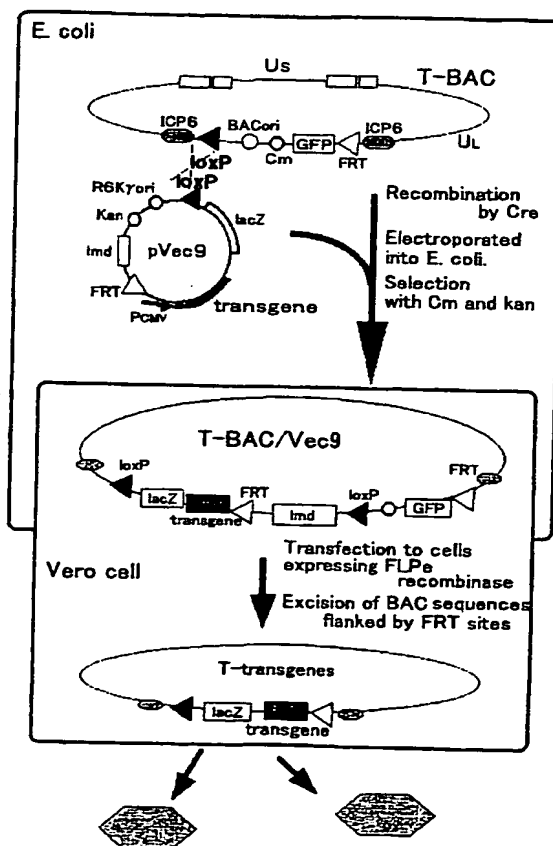 E. coli
Us
T-BAC
ICP6
BACori
ICP6
GFP
Cm
FRT
UL
loxP
loxP
R6Kγori
Kan
lacZ
lmd
pVec9
FRT
PCMV
transgene
Recombination
by Cre
Electroporated
into E. coli.
Selection
with Cm and kan
T-BAC/Vec9
loxP
FRT
lacZ
FRT
loxP
GFP
transgene
lmd
Vero cell
Transfection to cells
expressing FLPe
recombinase
Excision of BAC sequences
flanked by FRT sites
T-transgenes
lacZ
transgene